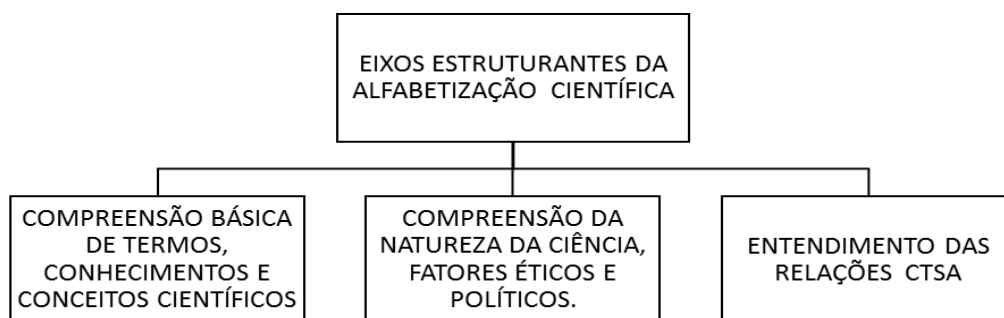 EIXOS ESTRUTURANTES DA
ALFABETIZAÇÃO CIENTÍFICA
COMPREENSÃO BÁSICA
DE TERMOS,
CONHECIMENTOS E
CONCEITOS CIENTÍFICOS
COMPREENSÃO DA
NATUREZA DA CIÊNCIA,
FATORES ÉTICOS E
POLÍTICOS.
ENTENDIMENTO DAS
RELAÇÕES CTSA